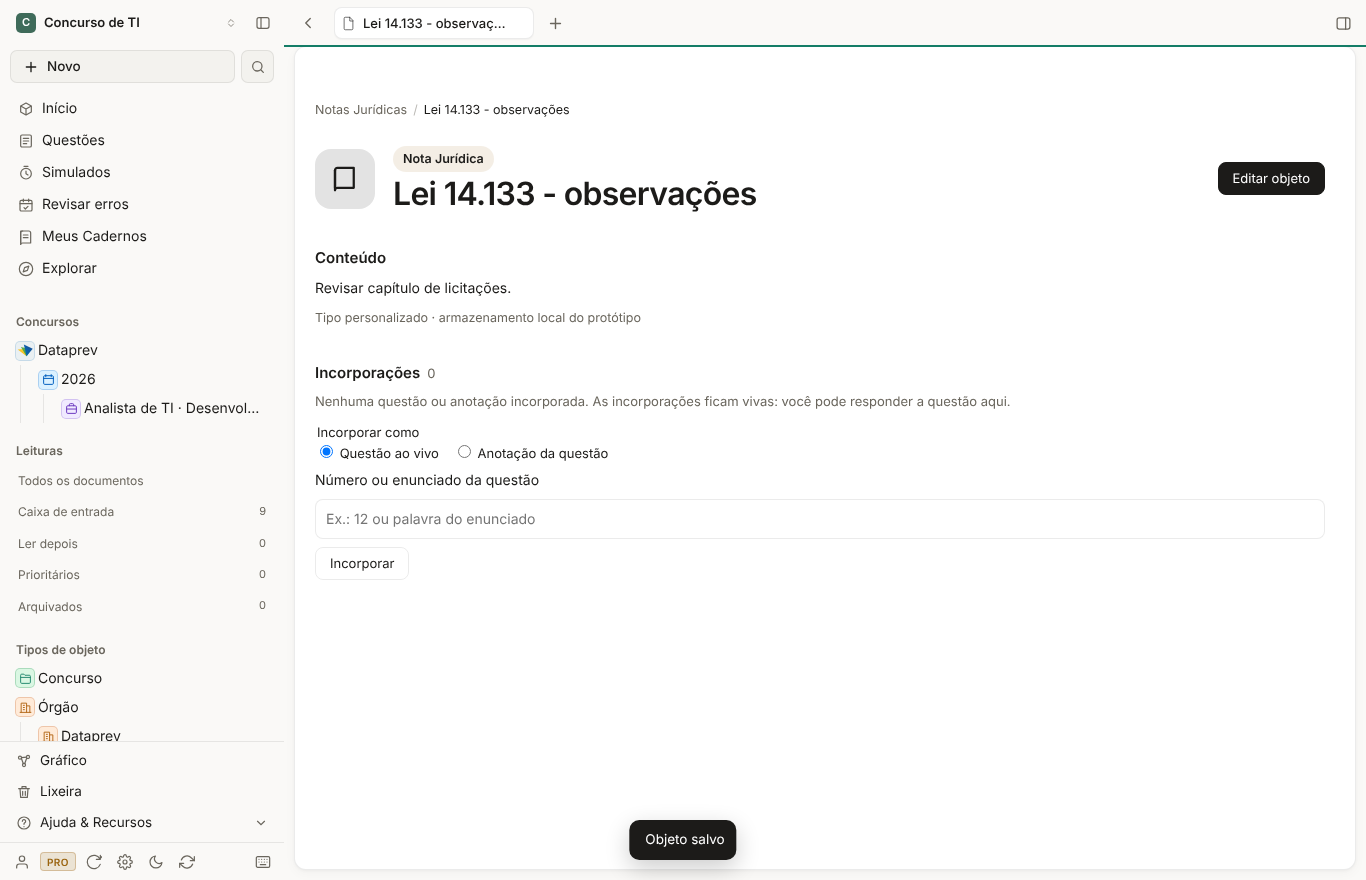 C Concurso de TI
Lei 14.133 - observaç...
Novo
Início
Questões
Simulados
Revisar erros
Meus Cadernos
Explorar
Concursos
Dataprev
2026
Analista de TI · Desenvol...
Leituras
Todos os documentos
Caixa de entrada 9
Ler depois 0
Prioritários 0
Arquivados 0
Tipos de objeto
Concurso
Órgão
Dataprev
Gráfico
Lixeira
Ajuda & Recursos
PRO
Notas Jurídicas / Lei 14.133 - observações
Nota Jurídica
Lei 14.133 - observações
Editar objeto
Conteúdo
Revisar capítulo de licitações.
Tipo personalizado · armazenamento local do protótipo
Incorporações 0
Nenhuma questão ou anotação incorporada. As incorporações ficam vivas: você pode responder a questão aqui.
Incorporar como
Questão ao vivo Anotação da questão
Número ou enunciado da questão
Ex.: 12 ou palavra do enunciado
Incorporar
Objeto salvo